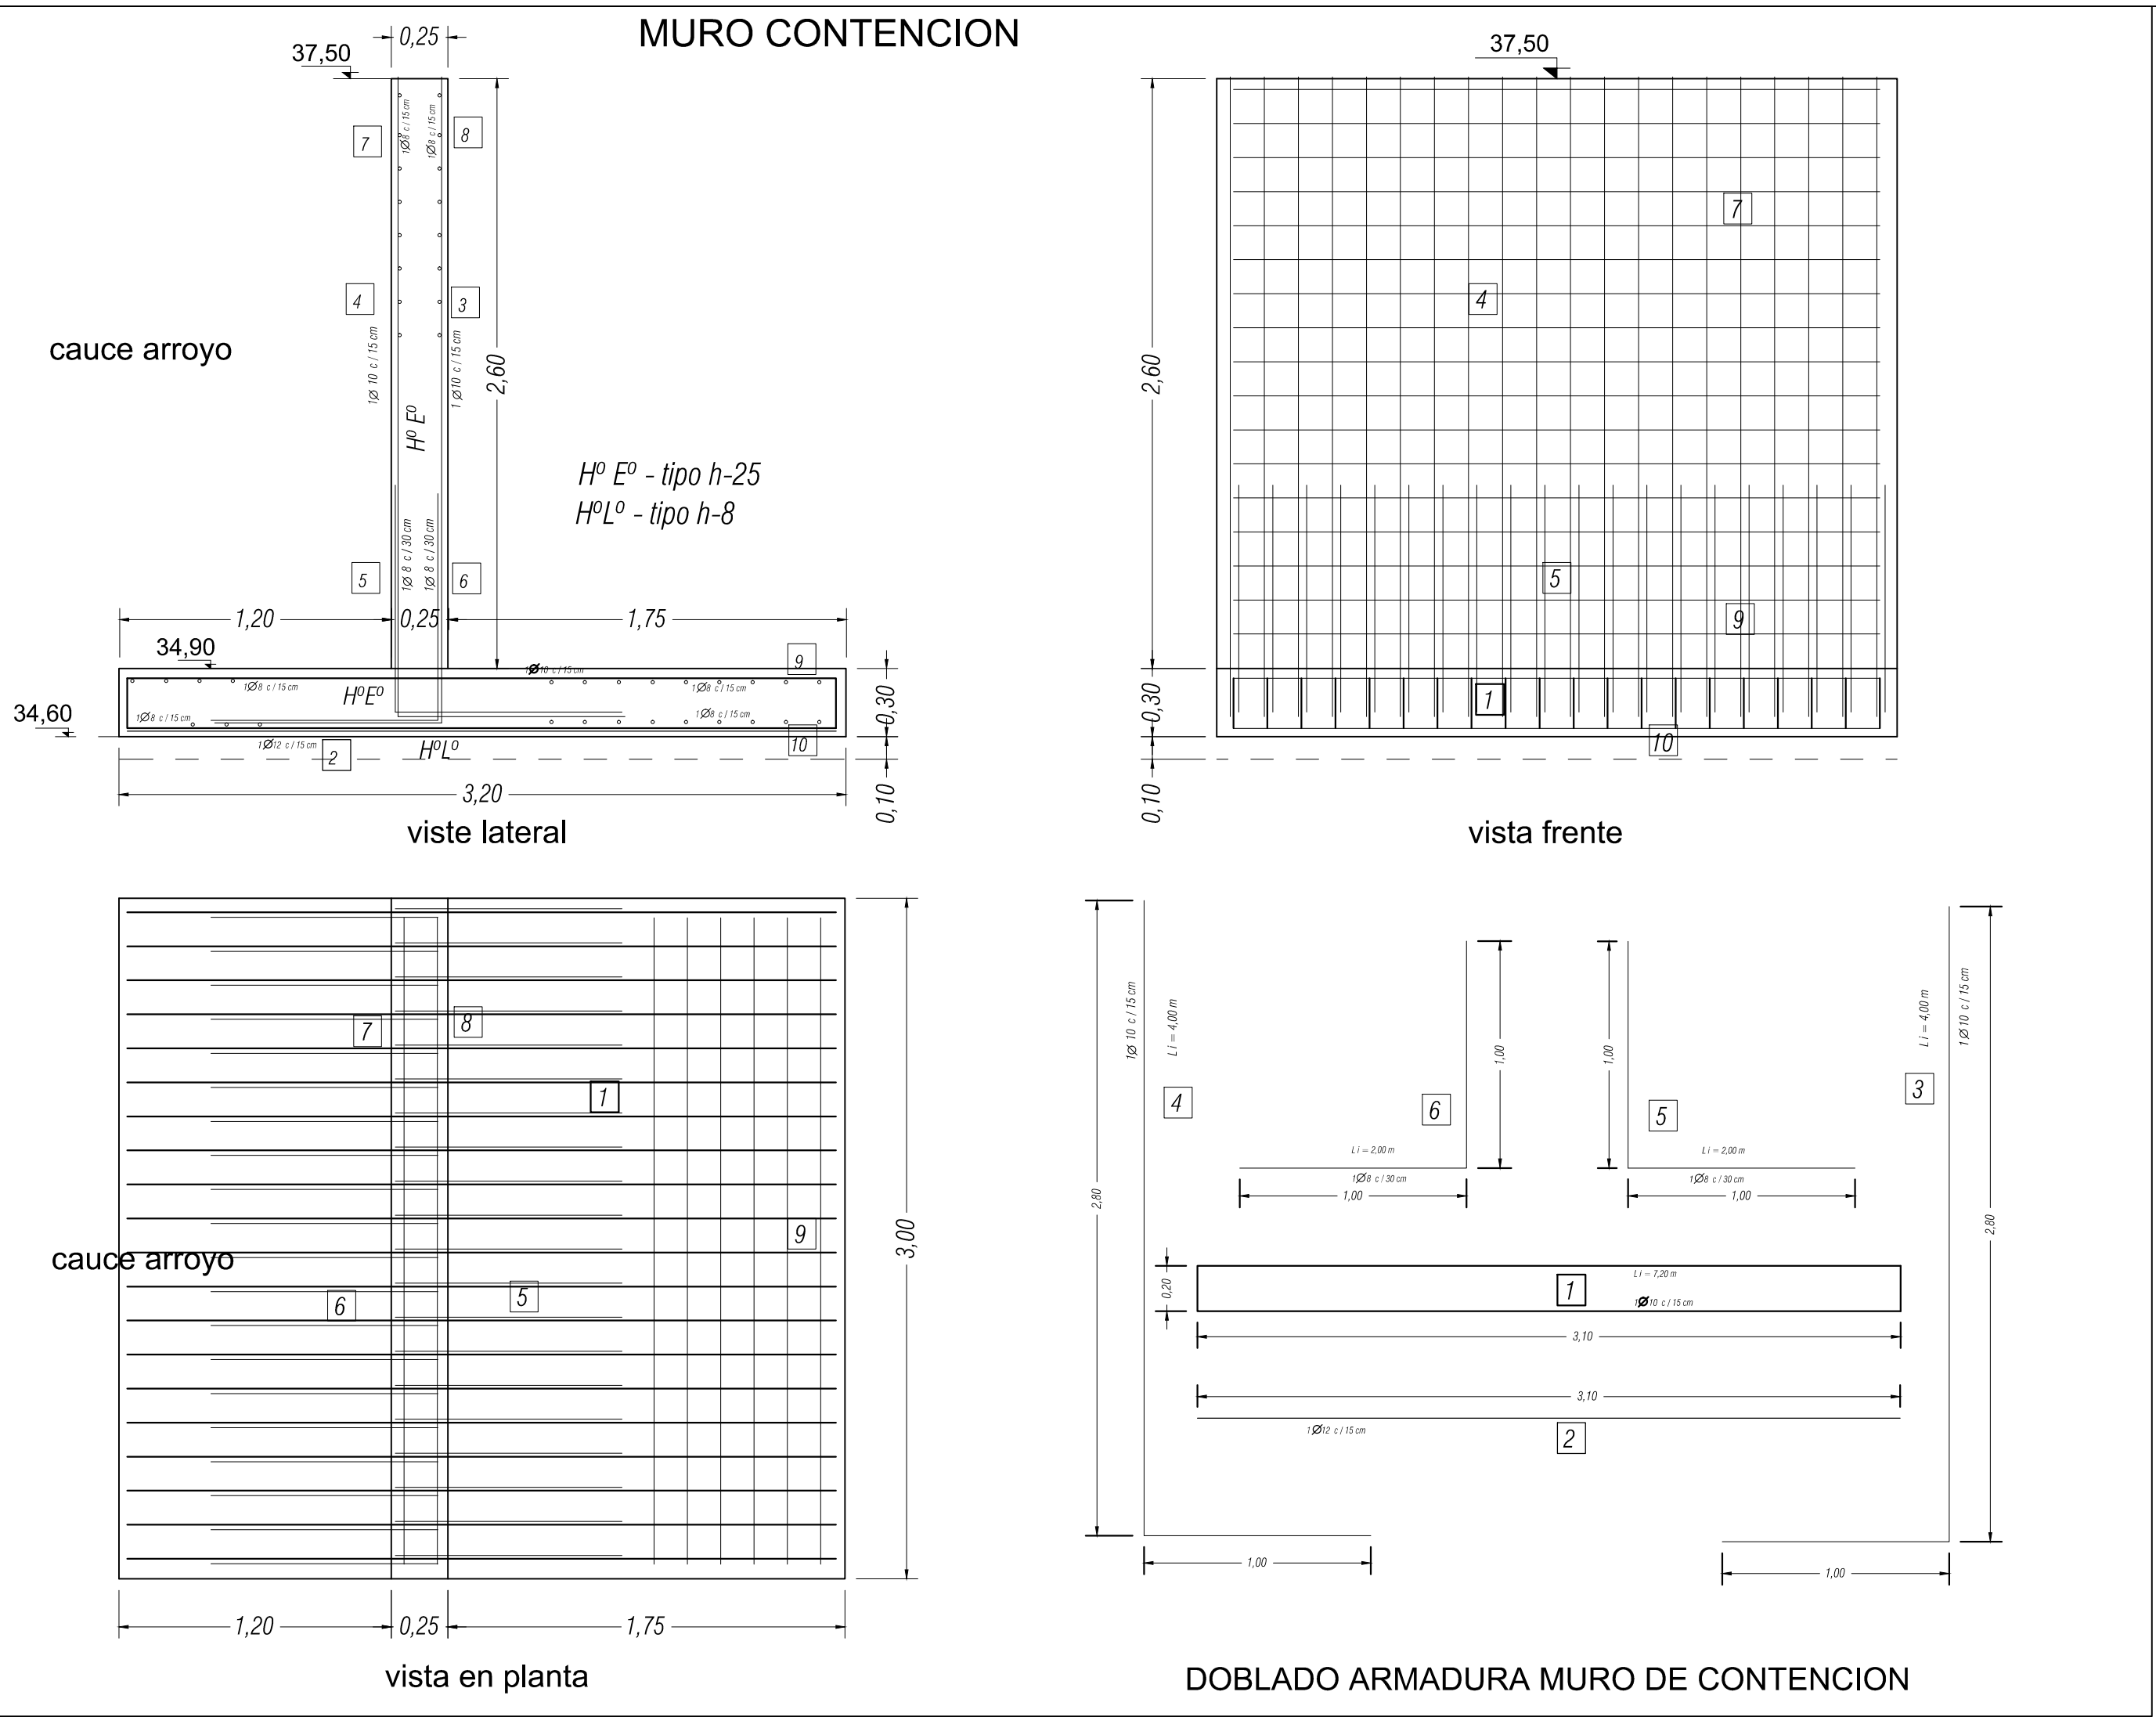 MURO CONTENCION
0,25
37,50
7
1Ø8 c / 15 cm
1Ø8 c / 15 cm
8
4
3
1Ø 10 c / 15 cm
1 Ø10 c / 15 cm
2,60
cauce arroyo
Hº Eº
Hº Eº - tipo h-25
HºLº - tipo h-8
5
1Ø 8 c / 30 cm
1Ø 8 c / 30 cm
6
1,20
0,25
1,75
34,90
1Ø10 c / 15 cm
9
1Ø8 c / 15 cm
HºEº
1Ø8 c / 15 cm
0,30
34,60
1Ø8 c / 15 cm
1Ø8 c / 15 cm
1Ø12 c / 15 cm
2
HºLº
10
3,20
0,10
viste lateral
37,50
2,60
7
4
5
9
0,30
1
10
0,10
vista frente
7
8
1
9
3,00
cauce arroyo
6
5
1,20
0,25
1,75
vista en planta
1Ø 10 c / 15 cm
Li = 4,00 m
4
2,80
1,00
6
1,00
Li = 2,00 m
1Ø8 c / 30 cm
1,00
1,00
5
Li = 2,00 m
1Ø8 c / 30 cm
1,00
Li = 4,00 m
1Ø10 c / 15 cm
3
2,80
1,00
0,20
Li = 7,20 m
1
1Ø10 c / 15 cm
3,10
3,10
1Ø12 c / 15 cm
2
DOBLADO ARMADURA MURO DE CONTENCION